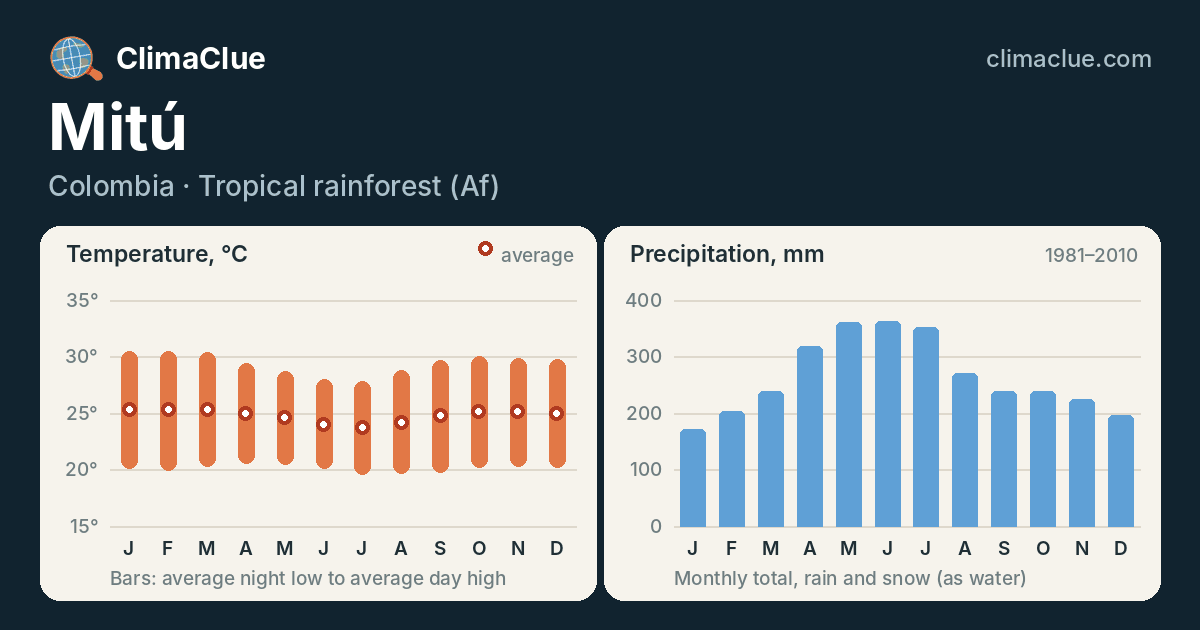 ClimaClue
climaclue.com
Mitú
Colombia · Tropical rainforest (Af)
Temperature, °C
average
35°
30°
25°
20°
15°
J F M A M J J A S O N D
Bars: average night low to average day high
Precipitation, mm
1981–2010
400
300
200
100
0
J F M A M J J A S O N D
Monthly total, rain and snow (as water)